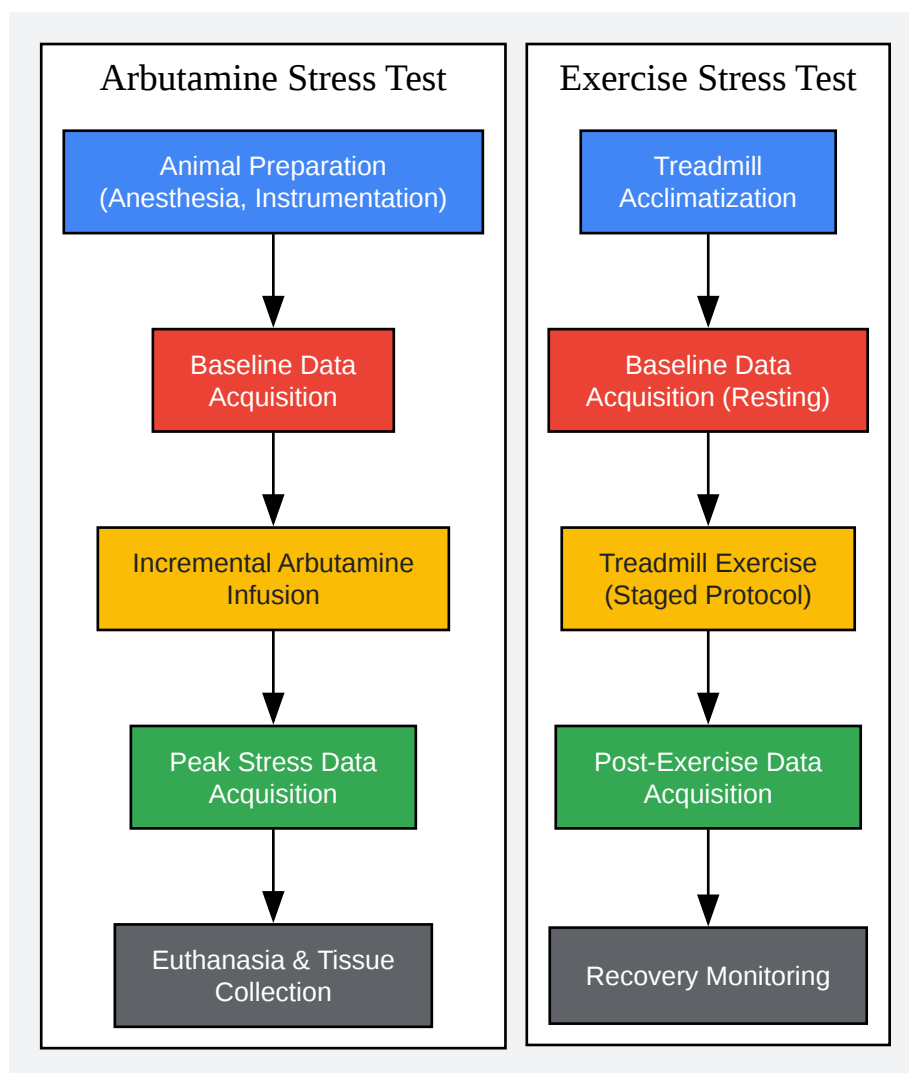 Arbutamine Stress Test
Animal Preparation
(Anesthesia, Instrumentation)
Baseline Data
Acquisition
Incremental Arbutamine
Infusion
Peak Stress Data
Acquisition
Euthanasia & Tissue
Collection
Exercise Stress Test
Treadmill
Acclimatization
Baseline Data
Acquisition (Resting)
Treadmill Exercise
(Staged Protocol)
Post-Exercise Data
Acquisition
Recovery Monitoring